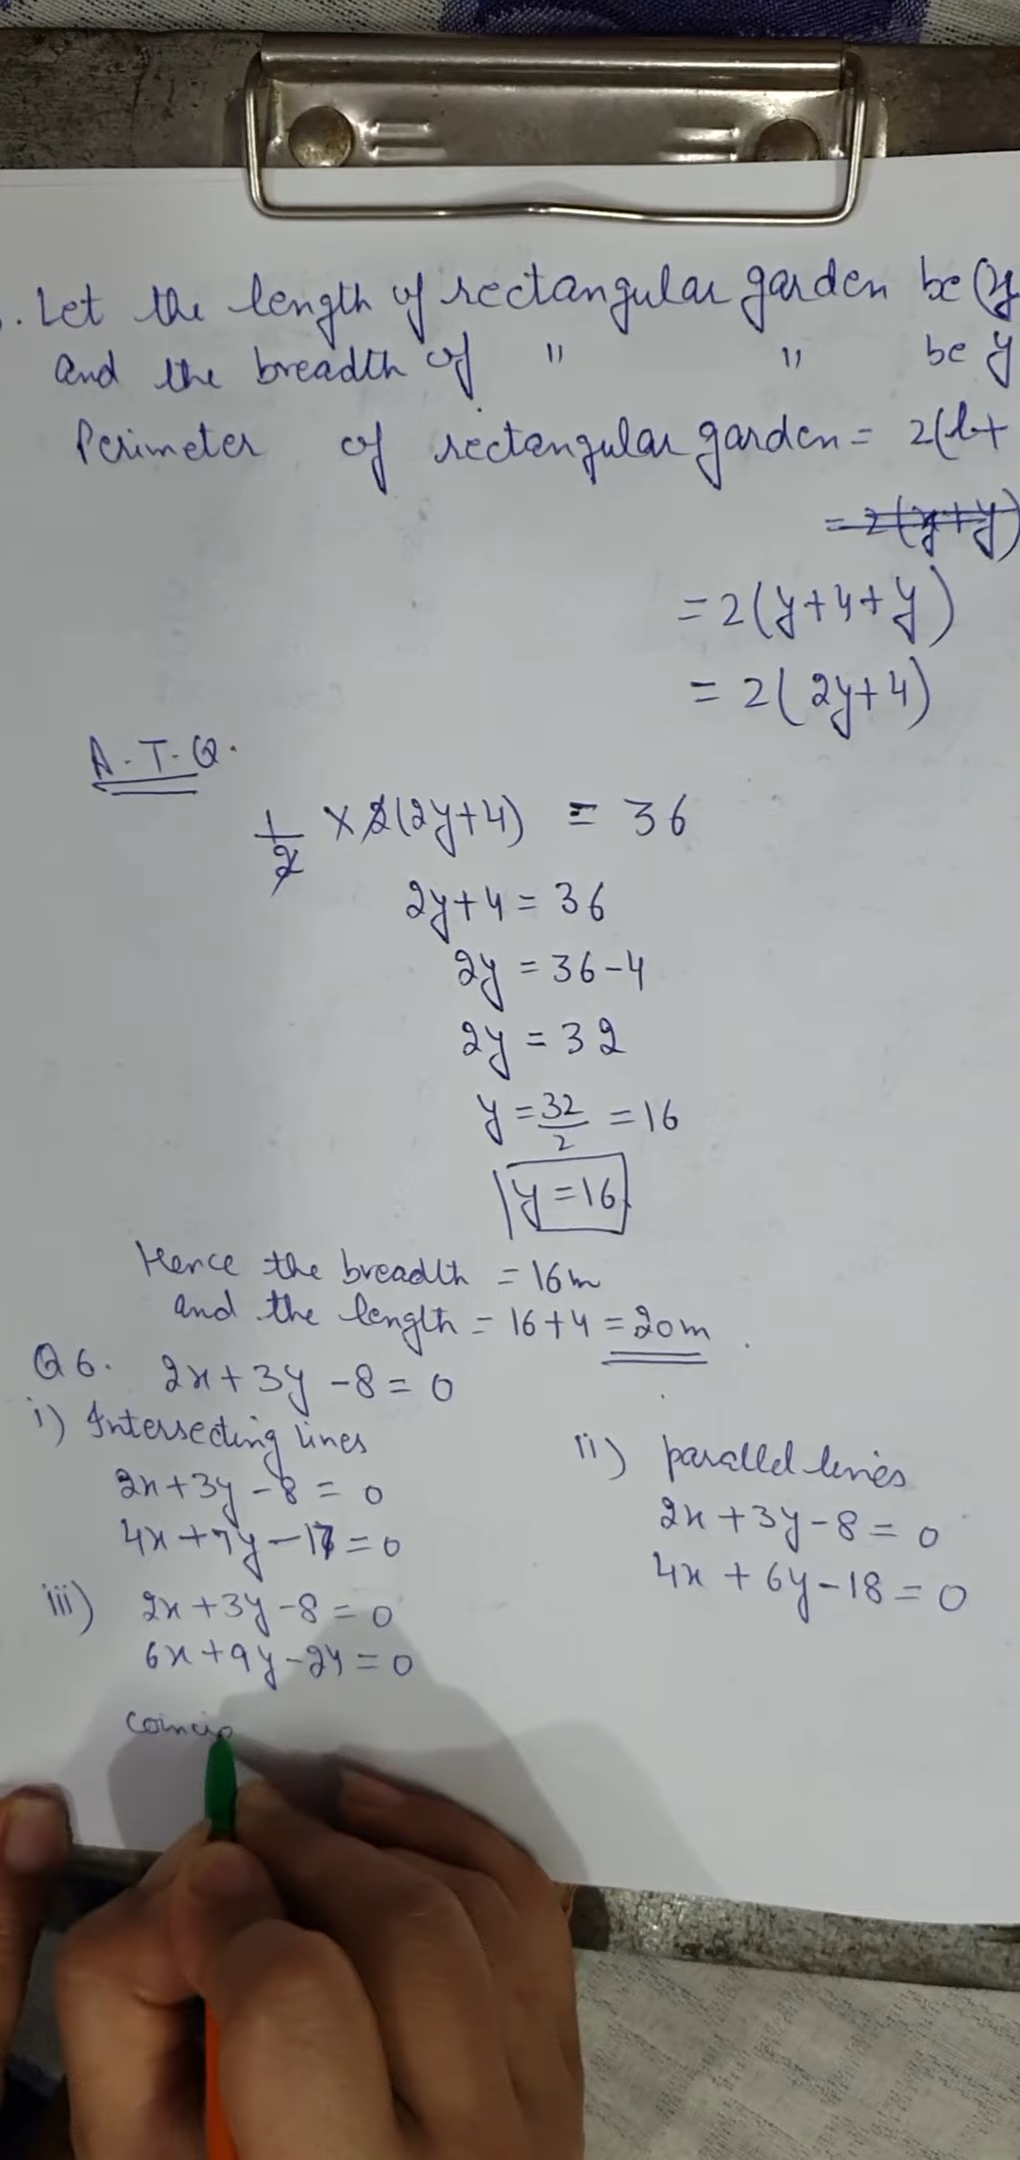 . Let the length of rectangular garden be (y
and the breadth of " " be y
Perimeter of rectangular garden = 2(l+
= 2(y+y)
= 2(y+4+y)
= 2(2y+4)
A.T.Q.
1/2 × 2(2y+4) = 36
2y+4 = 36
2y = 36-4
2y = 32
y = 32/2 = 16
y = 16
Hence the breadth = 16m
and the length = 16+4 = 20m
Q6. 2x+3y-8=0
i) Intersecting lines
2x+3y-8=0
4x+7y-17=0
ii) parallel lines
2x+3y-8=0
4x+6y-18=0
iii) 2x+3y-8=0
6x+9y-24=0
coinci